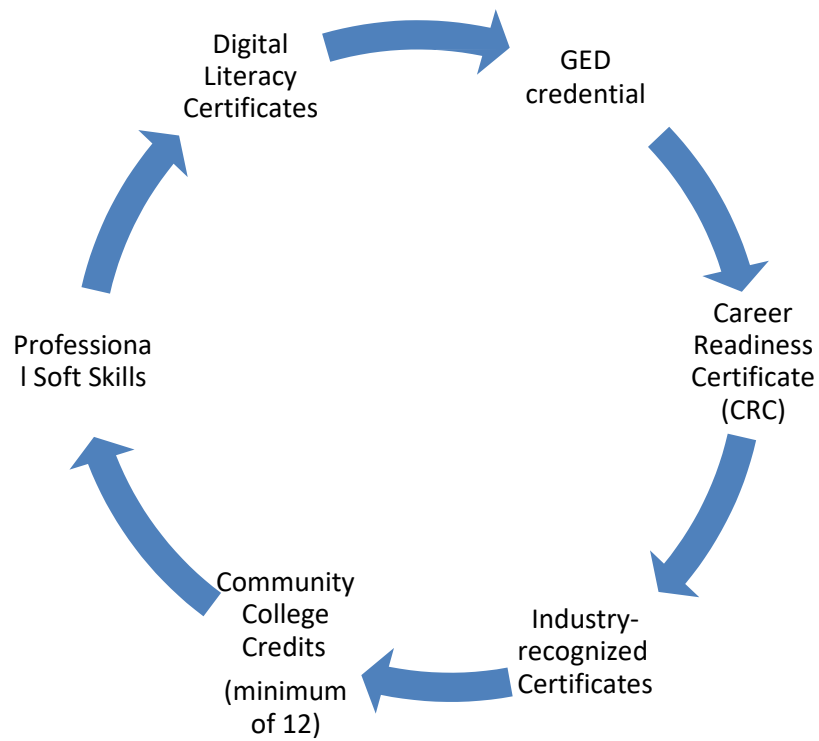 Digital
Literacy
Certificates
GED
credential
Career
Readiness
Certificate
(CRC)
Industry-
recognized
Certificates
Community
College
Credits
(minimum
of 12)
Professiona
l Soft Skills